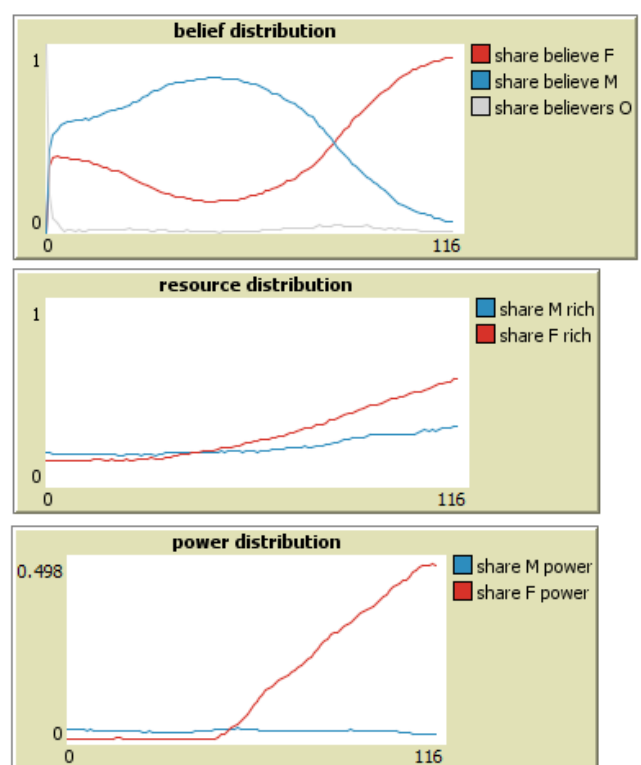 belief distribution
1
share believe F
share believe M
share believers O
0
0 116
resource distribution
1
share M rich
share F rich
0
0 116
power distribution
0.498
share M power
share F power
0
0 116